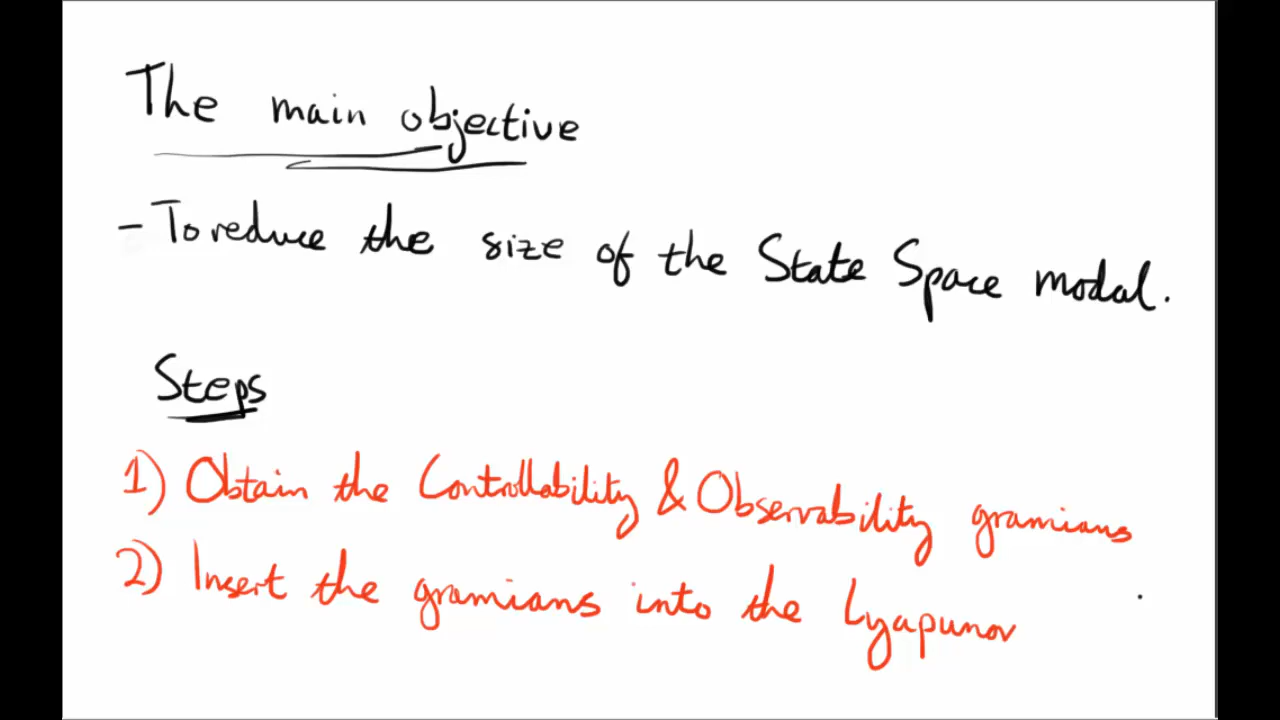 The main objective
- To reduce the size of the State Space modal.
Steps
1) Obtain the Controllability & Observability gramians
2) Insert the gramians into the Lyapunov